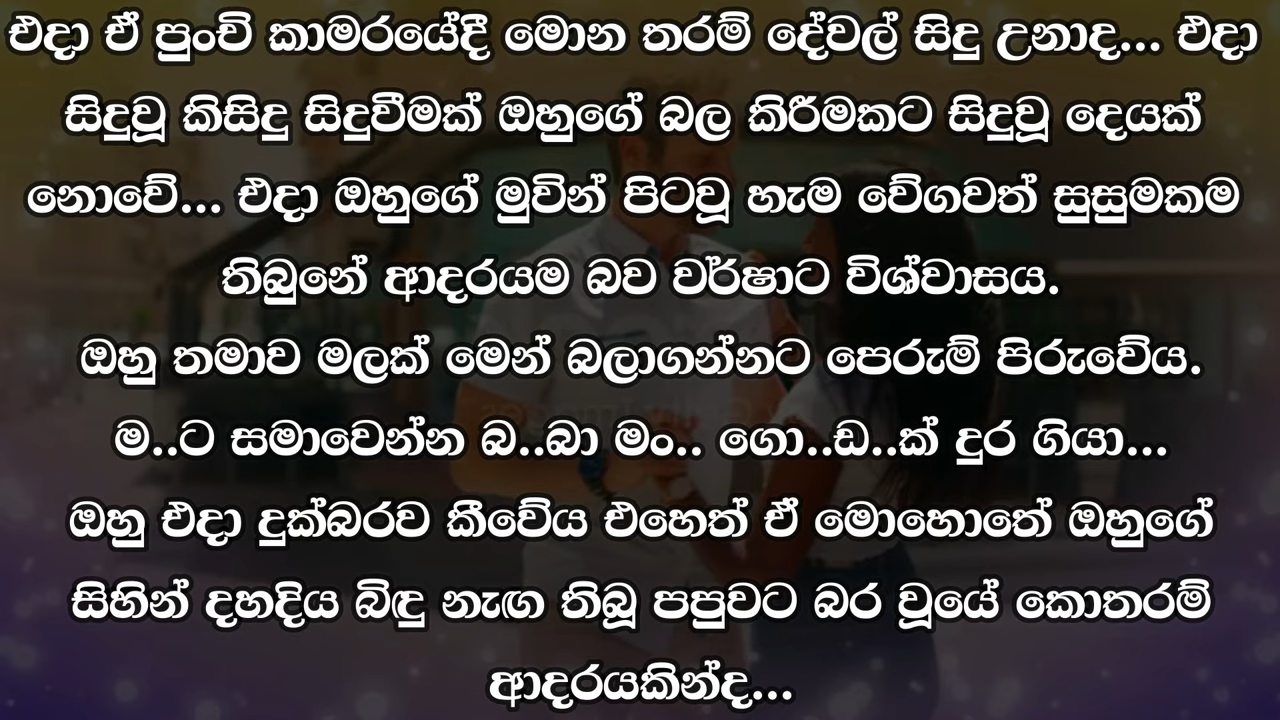 එදා ඒ පුංචි කාමරයේදී මොන තරම් දේවල් සිදු උනාද... එදා
සිදුවූ කිසිදු සිදුවීමක් ඔහුගේ බල කිරීමකට සිදුවූ දෙයක්
නොවේ... එදා ඔහුගේ මුවින් පිටවූ හැම වේගවත් සුසුමකම
තිබුනේ ආදරයම බව වර්ෂාට විශ්වාසය.
ඔහු තමාව මලක් මෙන් බලාගන්නට පෙරුම් පිරුවේය.
ම..ට සමාවෙන්න බ..බා මං.. ගො..ඩ..ක් දුර ගියා...
ඔහු එදා දුක්බරව කීවේය එහෙත් ඒ මොහොතේ ඔහුගේ
සිහින් දහදිය බිඳු නැඟ තිබූ පපුවට බර වූයේ කොතරම්
ආදරයකින්ද...